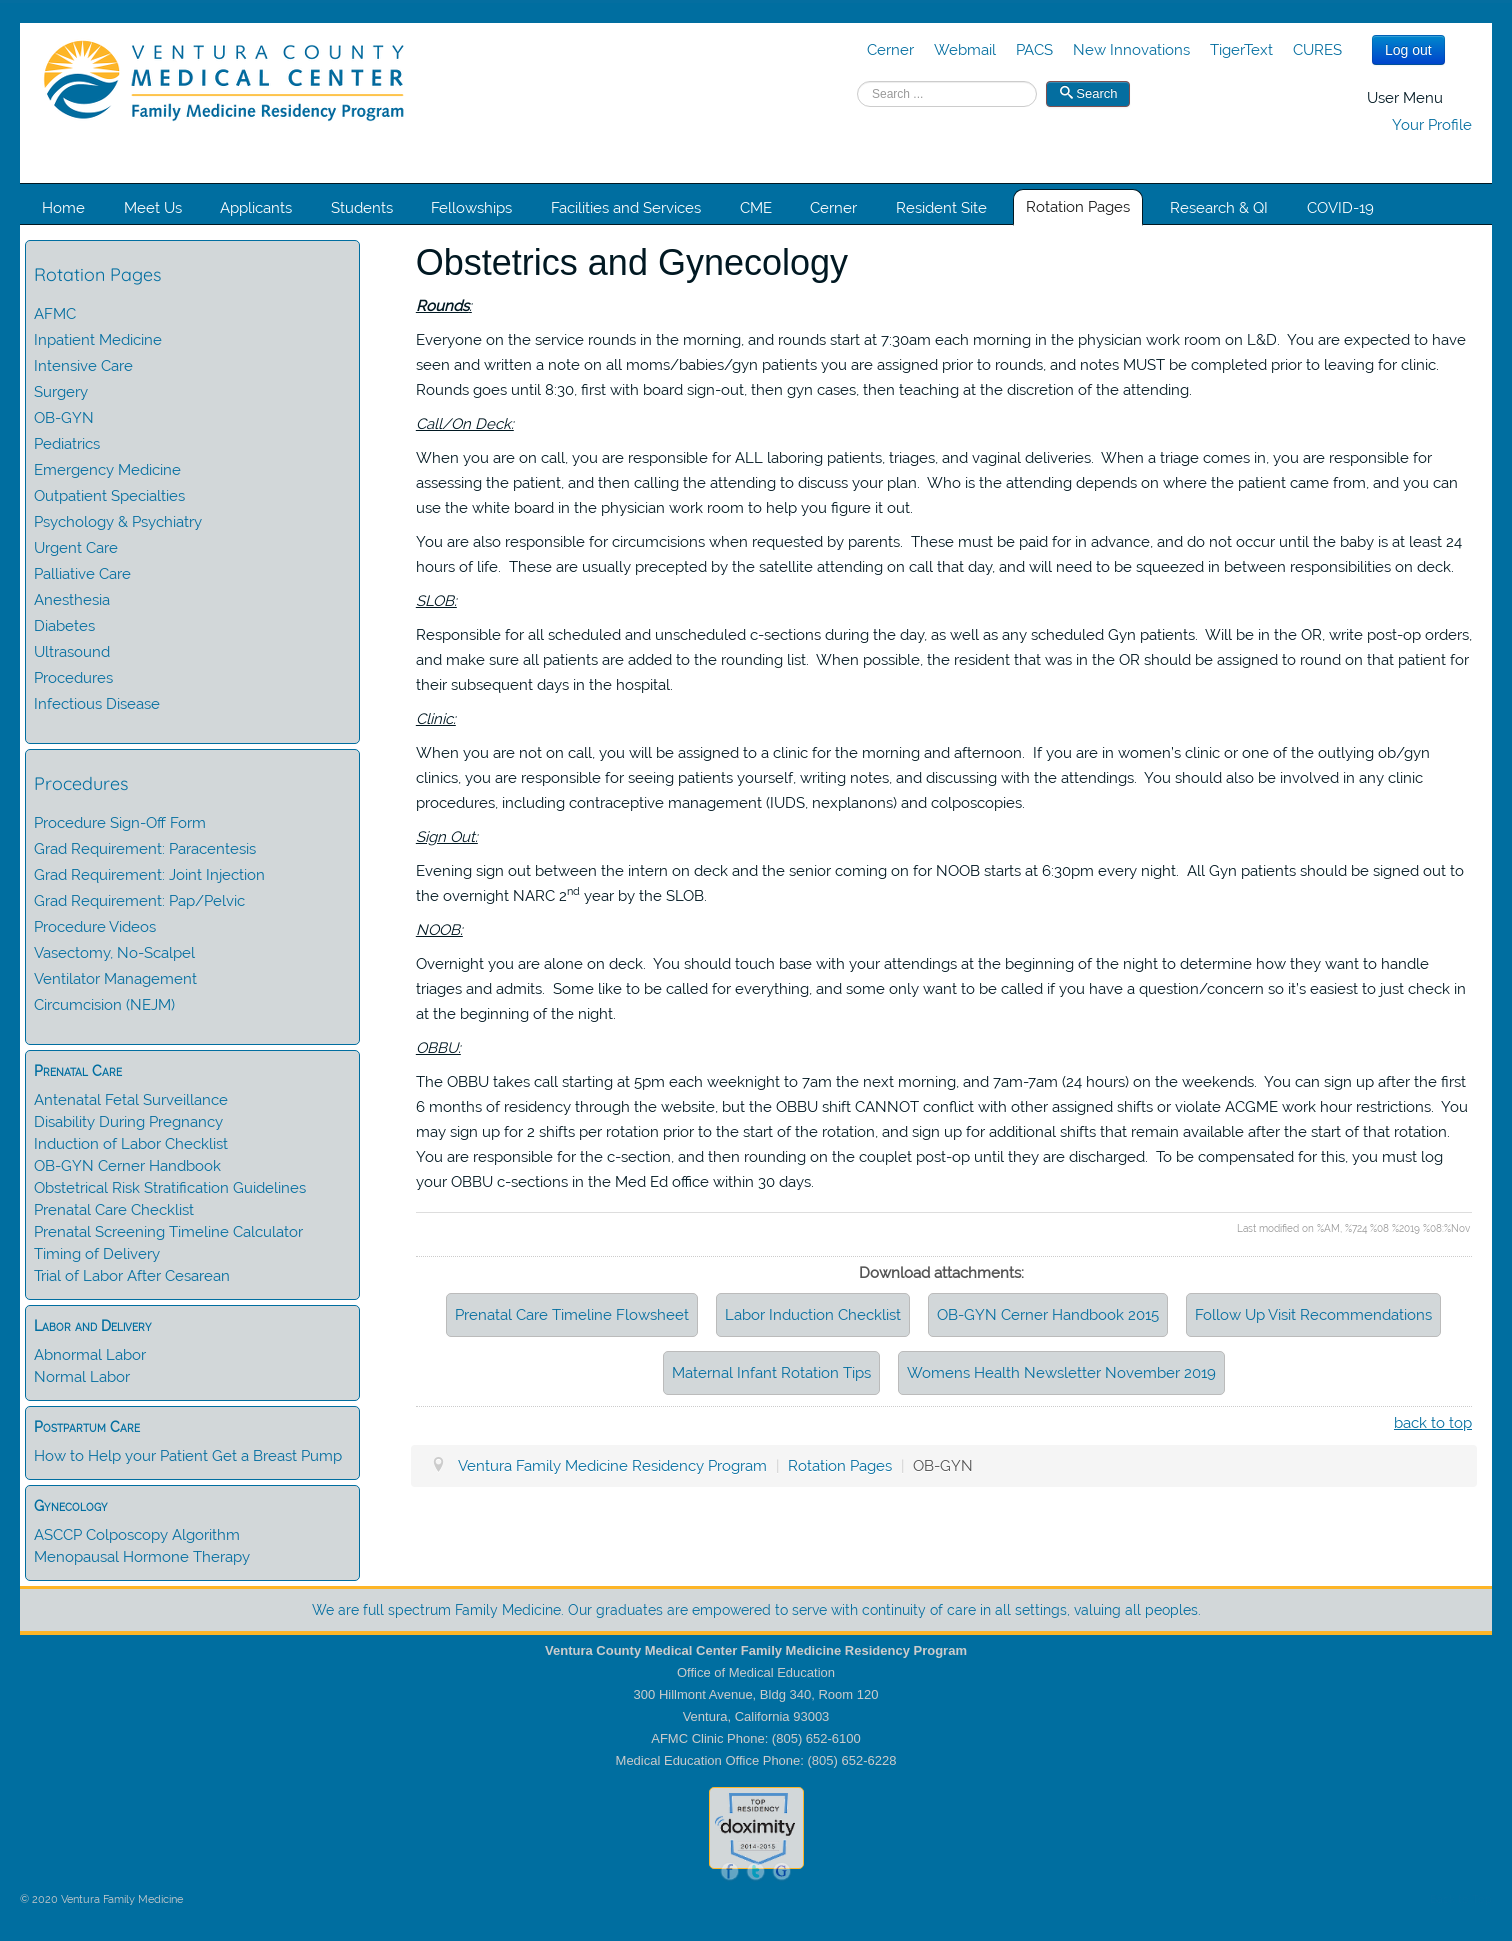 VENTURA COUNTY
MEDICAL CENTER
Family Medicine Residency Program
Cerner Webmail PACS New Innovations TigerText CURES Log out
Search ... Search
User Menu
Your Profile
Home Meet Us Applicants Students Fellowships Facilities and Services CME Cerner Resident Site Rotation Pages Research & QI COVID-19
Rotation Pages
AFMC
Inpatient Medicine
Intensive Care
Surgery
OB-GYN
Pediatrics
Emergency Medicine
Outpatient Specialties
Psychology & Psychiatry
Urgent Care
Palliative Care
Anesthesia
Diabetes
Ultrasound
Procedures
Infectious Disease
Procedures
Procedure Sign-Off Form
Grad Requirement: Paracentesis
Grad Requirement: Joint Injection
Grad Requirement: Pap/Pelvic
Procedure Videos
Vasectomy, No-Scalpel
Ventilator Management
Circumcision (NEJM)
Prenatal Care
Antenatal Fetal Surveillance
Disability During Pregnancy
Induction of Labor Checklist
OB-GYN Cerner Handbook
Obstetrical Risk Stratification Guidelines
Prenatal Care Checklist
Prenatal Screening Timeline Calculator
Timing of Delivery
Trial of Labor After Cesarean
Labor and Delivery
Abnormal Labor
Normal Labor
Postpartum Care
How to Help your Patient Get a Breast Pump
Gynecology
ASCCP Colposcopy Algorithm
Menopausal Hormone Therapy
Obstetrics and Gynecology
Rounds:
Everyone on the service rounds in the morning, and rounds start at 7:30am each morning in the physician work room on L&D. You are expected to have
seen and written a note on all moms/babies/gyn patients you are assigned prior to rounds, and notes MUST be completed prior to leaving for clinic.
Rounds goes until 8:30, first with board sign-out, then gyn cases, then teaching at the discretion of the attending.
Call/On Deck:
When you are on call, you are responsible for ALL laboring patients, triages, and vaginal deliveries. When a triage comes in, you are responsible for
assessing the patient, and then calling the attending to discuss your plan. Who is the attending depends on where the patient came from, and you can
use the white board in the physician work room to help you figure it out.
You are also responsible for circumcisions when requested by parents. These must be paid for in advance, and do not occur until the baby is at least 24
hours of life. These are usually precepted by the satellite attending on call that day, and will need to be squeezed in between responsibilities on deck.
SLOB:
Responsible for all scheduled and unscheduled c-sections during the day, as well as any scheduled Gyn patients. Will be in the OR, write post-op orders,
and make sure all patients are added to the rounding list. When possible, the resident that was in the OR should be assigned to round on that patient for
their subsequent days in the hospital.
Clinic:
When you are not on call, you will be assigned to a clinic for the morning and afternoon. If you are in women's clinic or one of the outlying ob/gyn
clinics, you are responsible for seeing patients yourself, writing notes, and discussing with the attendings. You should also be involved in any clinic
procedures, including contraceptive management (IUDS, nexplanons) and colposcopies.
Sign Out:
Evening sign out between the intern on deck and the senior coming on for NOOB starts at 6:30pm every night. All Gyn patients should be signed out to
the overnight NARC 2nd year by the SLOB.
NOOB:
Overnight you are alone on deck. You should touch base with your attendings at the beginning of the night to determine how they want to handle
triages and admits. Some like to be called for everything, and some only want to be called if you have a question/concern so it's easiest to just check in
at the beginning of the night.
OBBU:
The OBBU takes call starting at 5pm each weeknight to 7am the next morning, and 7am-7am (24 hours) on the weekends. You can sign up after the first
6 months of residency through the website, but the OBBU shift CANNOT conflict with other assigned shifts or violate ACGME work hour restrictions. You
may sign up for 2 shifts per rotation prior to the start of the rotation, and sign up for additional shifts that remain available after the start of that rotation.
You are responsible for the c-section, and then rounding on the couplet post-op until they are discharged. To be compensated for this, you must log
your OBBU c-sections in the Med Ed office within 30 days.
Last modified on %AM, %724 %08 %2019 %08:%Nov
Download attachments:
Prenatal Care Timeline Flowsheet Labor Induction Checklist OB-GYN Cerner Handbook 2015 Follow Up Visit Recommendations
Maternal Infant Rotation Tips Womens Health Newsletter November 2019
back to top
Ventura Family Medicine Residency Program | Rotation Pages | OB-GYN
We are full spectrum Family Medicine. Our graduates are empowered to serve with continuity of care in all settings, valuing all peoples.
Ventura County Medical Center Family Medicine Residency Program
Office of Medical Education
300 Hillmont Avenue, Bldg 340, Room 120
Ventura, California 93003
AFMC Clinic Phone: (805) 652-6100
Medical Education Office Phone: (805) 652-6228
TOP
RESIDENCY
doximity
2014-2015
f t G
© 2020 Ventura Family Medicine